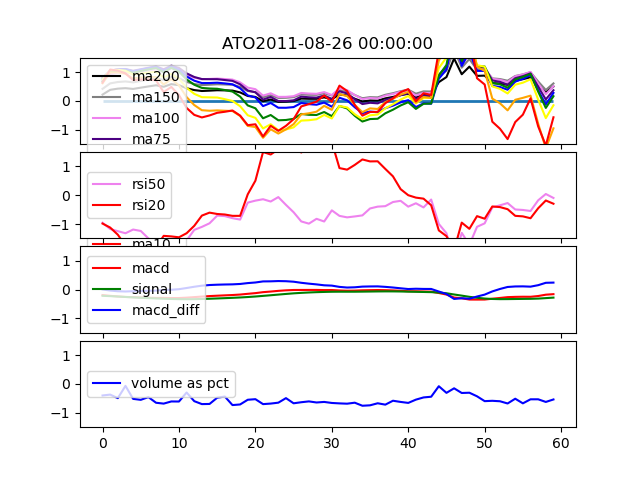 ATO2011-08-26 00:00:00
1
0
−1
ma200
ma150
ma100
ma75
1
0
−1
rsi50
rsi20
ma10
1
0
−1
macd
signal
macd_diff
1
0
−1
volume as pct
0 10 20 30 40 50 60